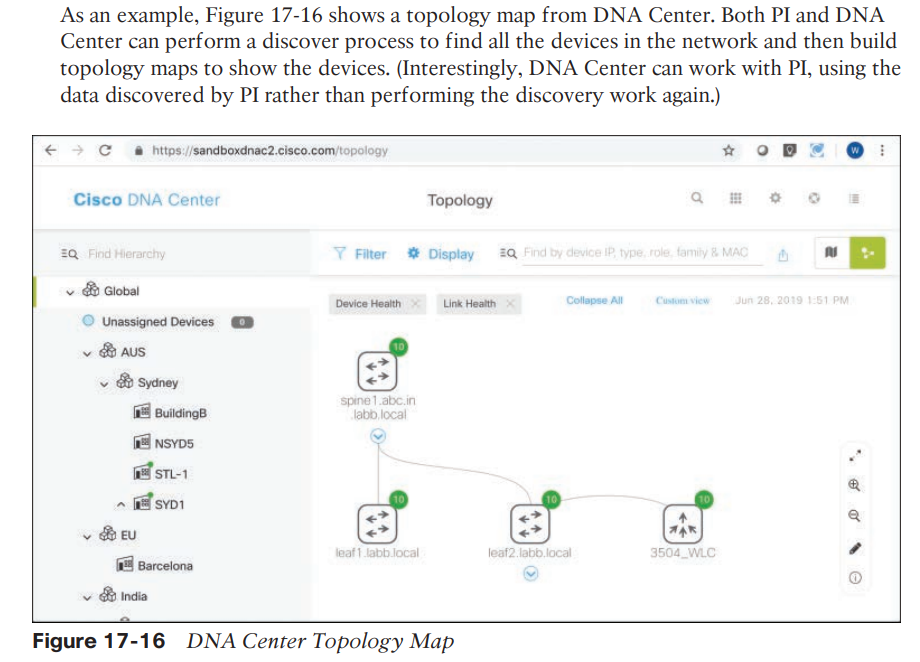 As an example, Figure 17-16 shows a topology map from DNA Center. Both PI and DNA
Center can perform a discover process to find all the devices in the network and then build
topology maps to show the devices. (Interestingly, DNA Center can work with PI, using the
data discovered by PI rather than performing the discovery work again.)
https://sandboxdnac2.cisco.com/topology
W
Cisco DNA Center
Topology
Find Hierarchy
Filter
Display
Find by device IP, type, role, family & MAC
Global
Unassigned Devices 0
AUS
Sydney
BuildingB
NSYD5
STL-1
SYD1
EU
Barcelona
India
Device Health
Link Health
Collapse All
Custom view
Jun 28, 2019 1:51 PM
10
spine1.abc.in
.labb.local
10
leaf1.labb.local
10
leaf2.labb.local
10
3504_WLC
Figure 17-16 DNA Center Topology Map